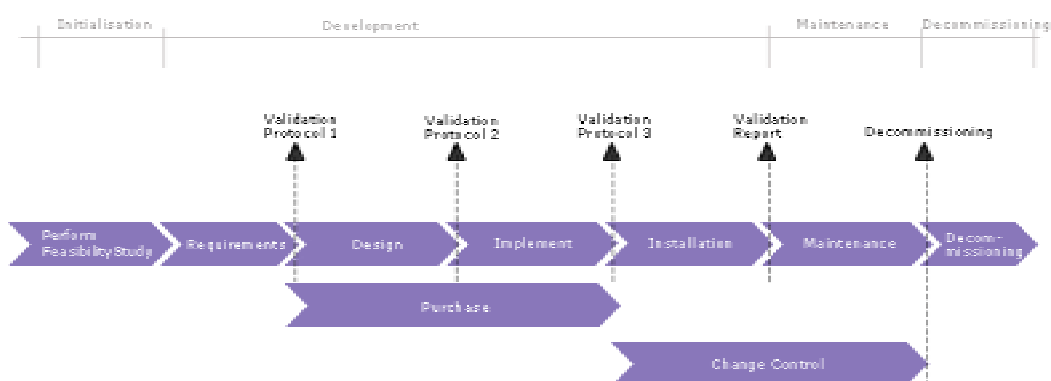 Initialisation
Development
Maintenance
Decommissioning
Validation
Protocol 1
Validation
Protocol 2
Validation
Protocol 3
Validation
Report
Decommissioning
Perform
Feasibility Study
Requirements
Design
Implement
Installation
Maintenance
Decom-
missioning
Purchase
Change Control